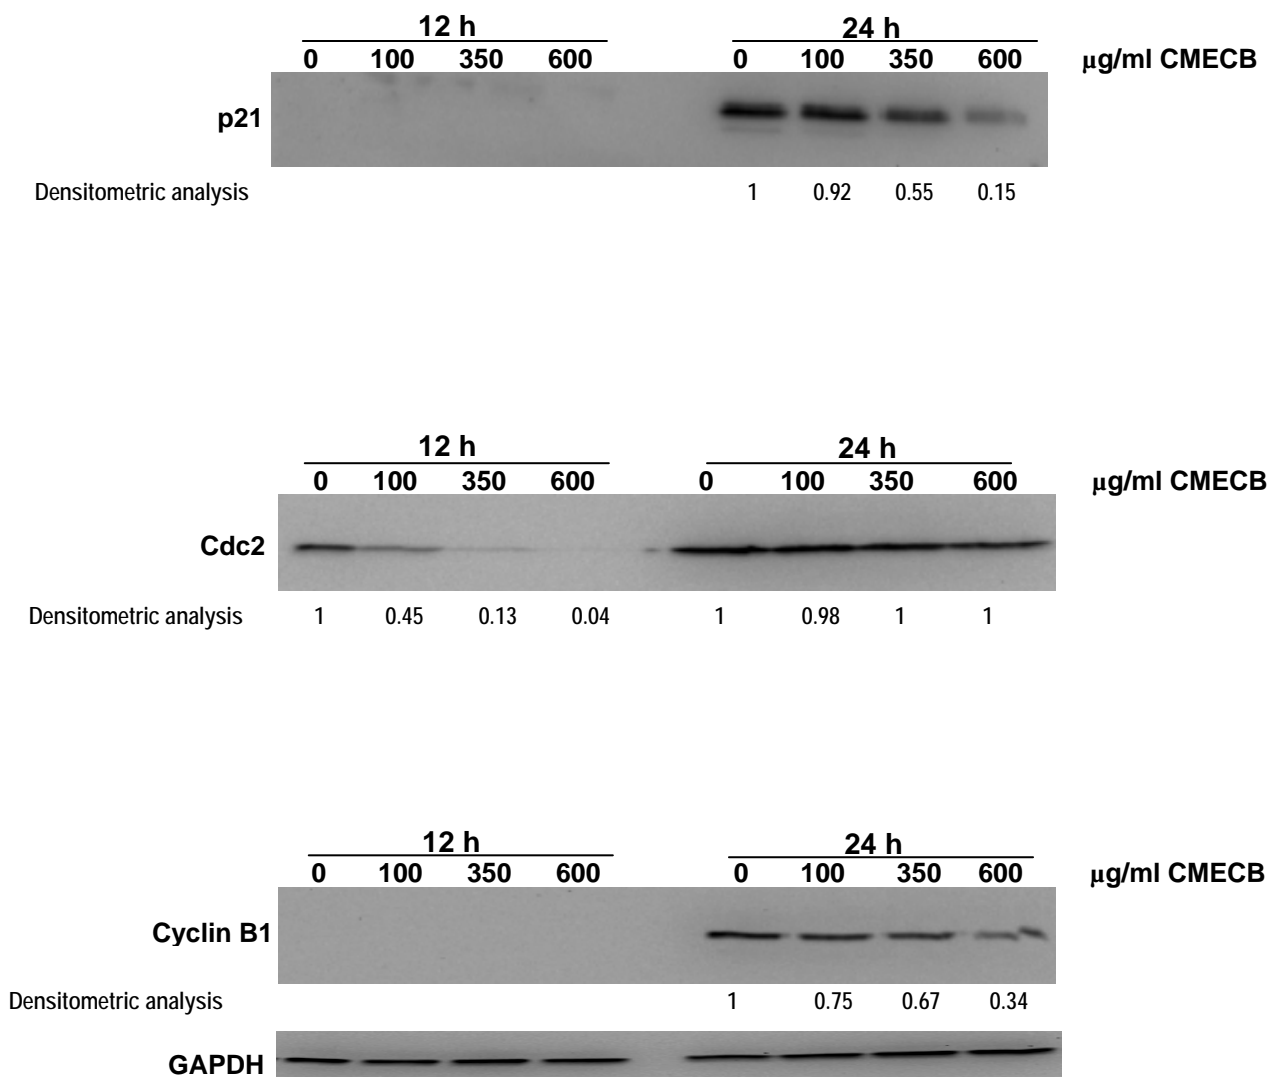 12 h 24 h
0 100 350 600 0 100 350 600 µg/ml CMECB
p21
Densitometric analysis 1 0.92 0.55 0.15
12 h 24 h
0 100 350 600 0 100 350 600 µg/ml CMECB
Cdc2
Densitometric analysis 1 0.45 0.13 0.04 1 0.98 1 1
12 h 24 h
0 100 350 600 0 100 350 600 µg/ml CMECB
Cyclin B1
Densitometric analysis 1 0.75 0.67 0.34
GAPDH